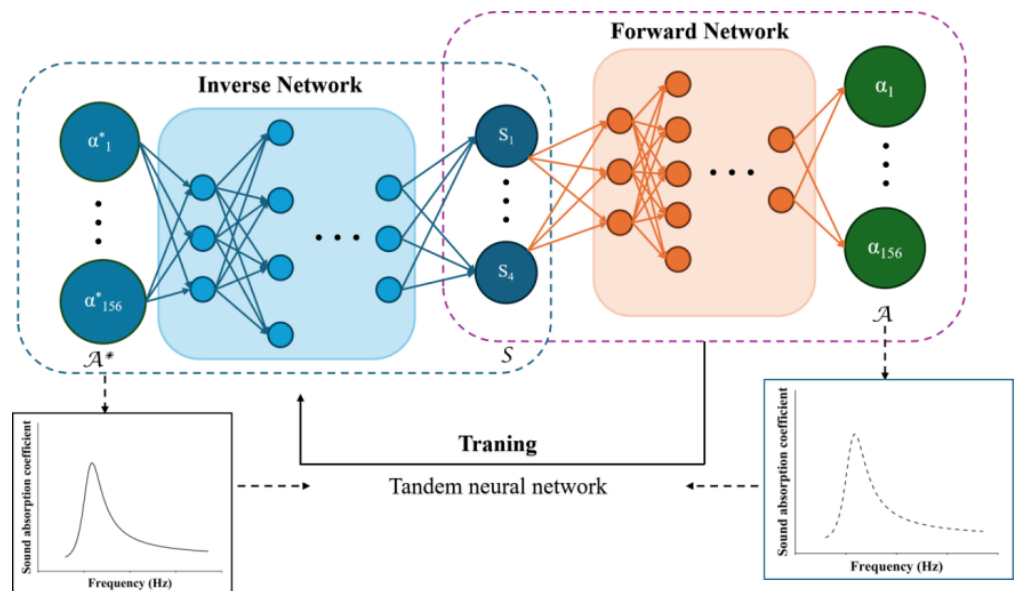 Forward Network
Inverse Network
α*1
α*156
𝒜*
S1
S4
𝒮
α1
α156
𝒜
Traning
Tandem neural network
Sound absorption coefficient
Frequency (Hz)
Sound absorption coefficient
Frequency (Hz)